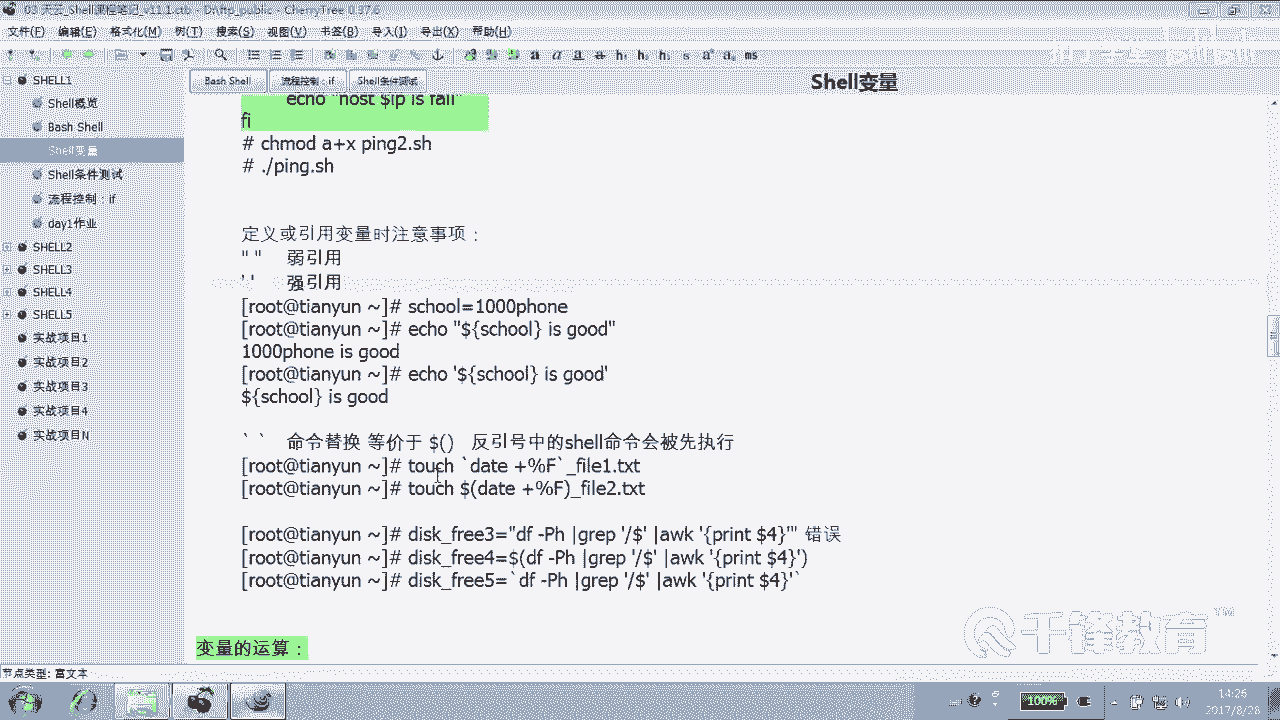 03_天云_Shell课程笔记_v11.1.ctb - D:\ftp_public - CherryTree 0.37.6
文件(F) 编辑(E) 格式化(M) 树(T) 搜索(S) 视图(V) 书签(B) 导入(I) 导出(X) 帮助(H)
SHELL1
Shell概览
Bash Shell
Shell变量
Shell条件测试
流程控制：if
day1作业
SHELL2
SHELL3
SHELL4
SHELL5
实战项目1
实战项目2
实战项目3
实战项目4
实战项目N
Bash Shell 流程控制：if Shell条件测试
Shell变量
echo "host $ip is fail"
fi
# chmod a+x ping2.sh
# ./ping.sh
定义或引用变量时注意事项：
" " 弱引用
' ' 强引用
[root@tianyun ~]# school=1000phone
[root@tianyun ~]# echo "${school} is good"
1000phone is good
[root@tianyun ~]# echo '${school} is good'
${school} is good
` ` 命令替换 等价于 $() 反引号中的shell命令会被先执行
[root@tianyun ~]# touch `date +%F`_file1.txt
[root@tianyun ~]# touch $(date +%F)_file2.txt
[root@tianyun ~]# disk_free3="df -Ph |grep '/$' |awk '{print $4}'" 错误
[root@tianyun ~]# disk_free4=$(df -Ph |grep '/$' |awk '{print $4}')
[root@tianyun ~]# disk_free5=`df -Ph |grep '/$' |awk '{print $4}'`
变量的运算：
千锋教育 TM
节点类型: 富文本
100%
14:26
2017/8/28